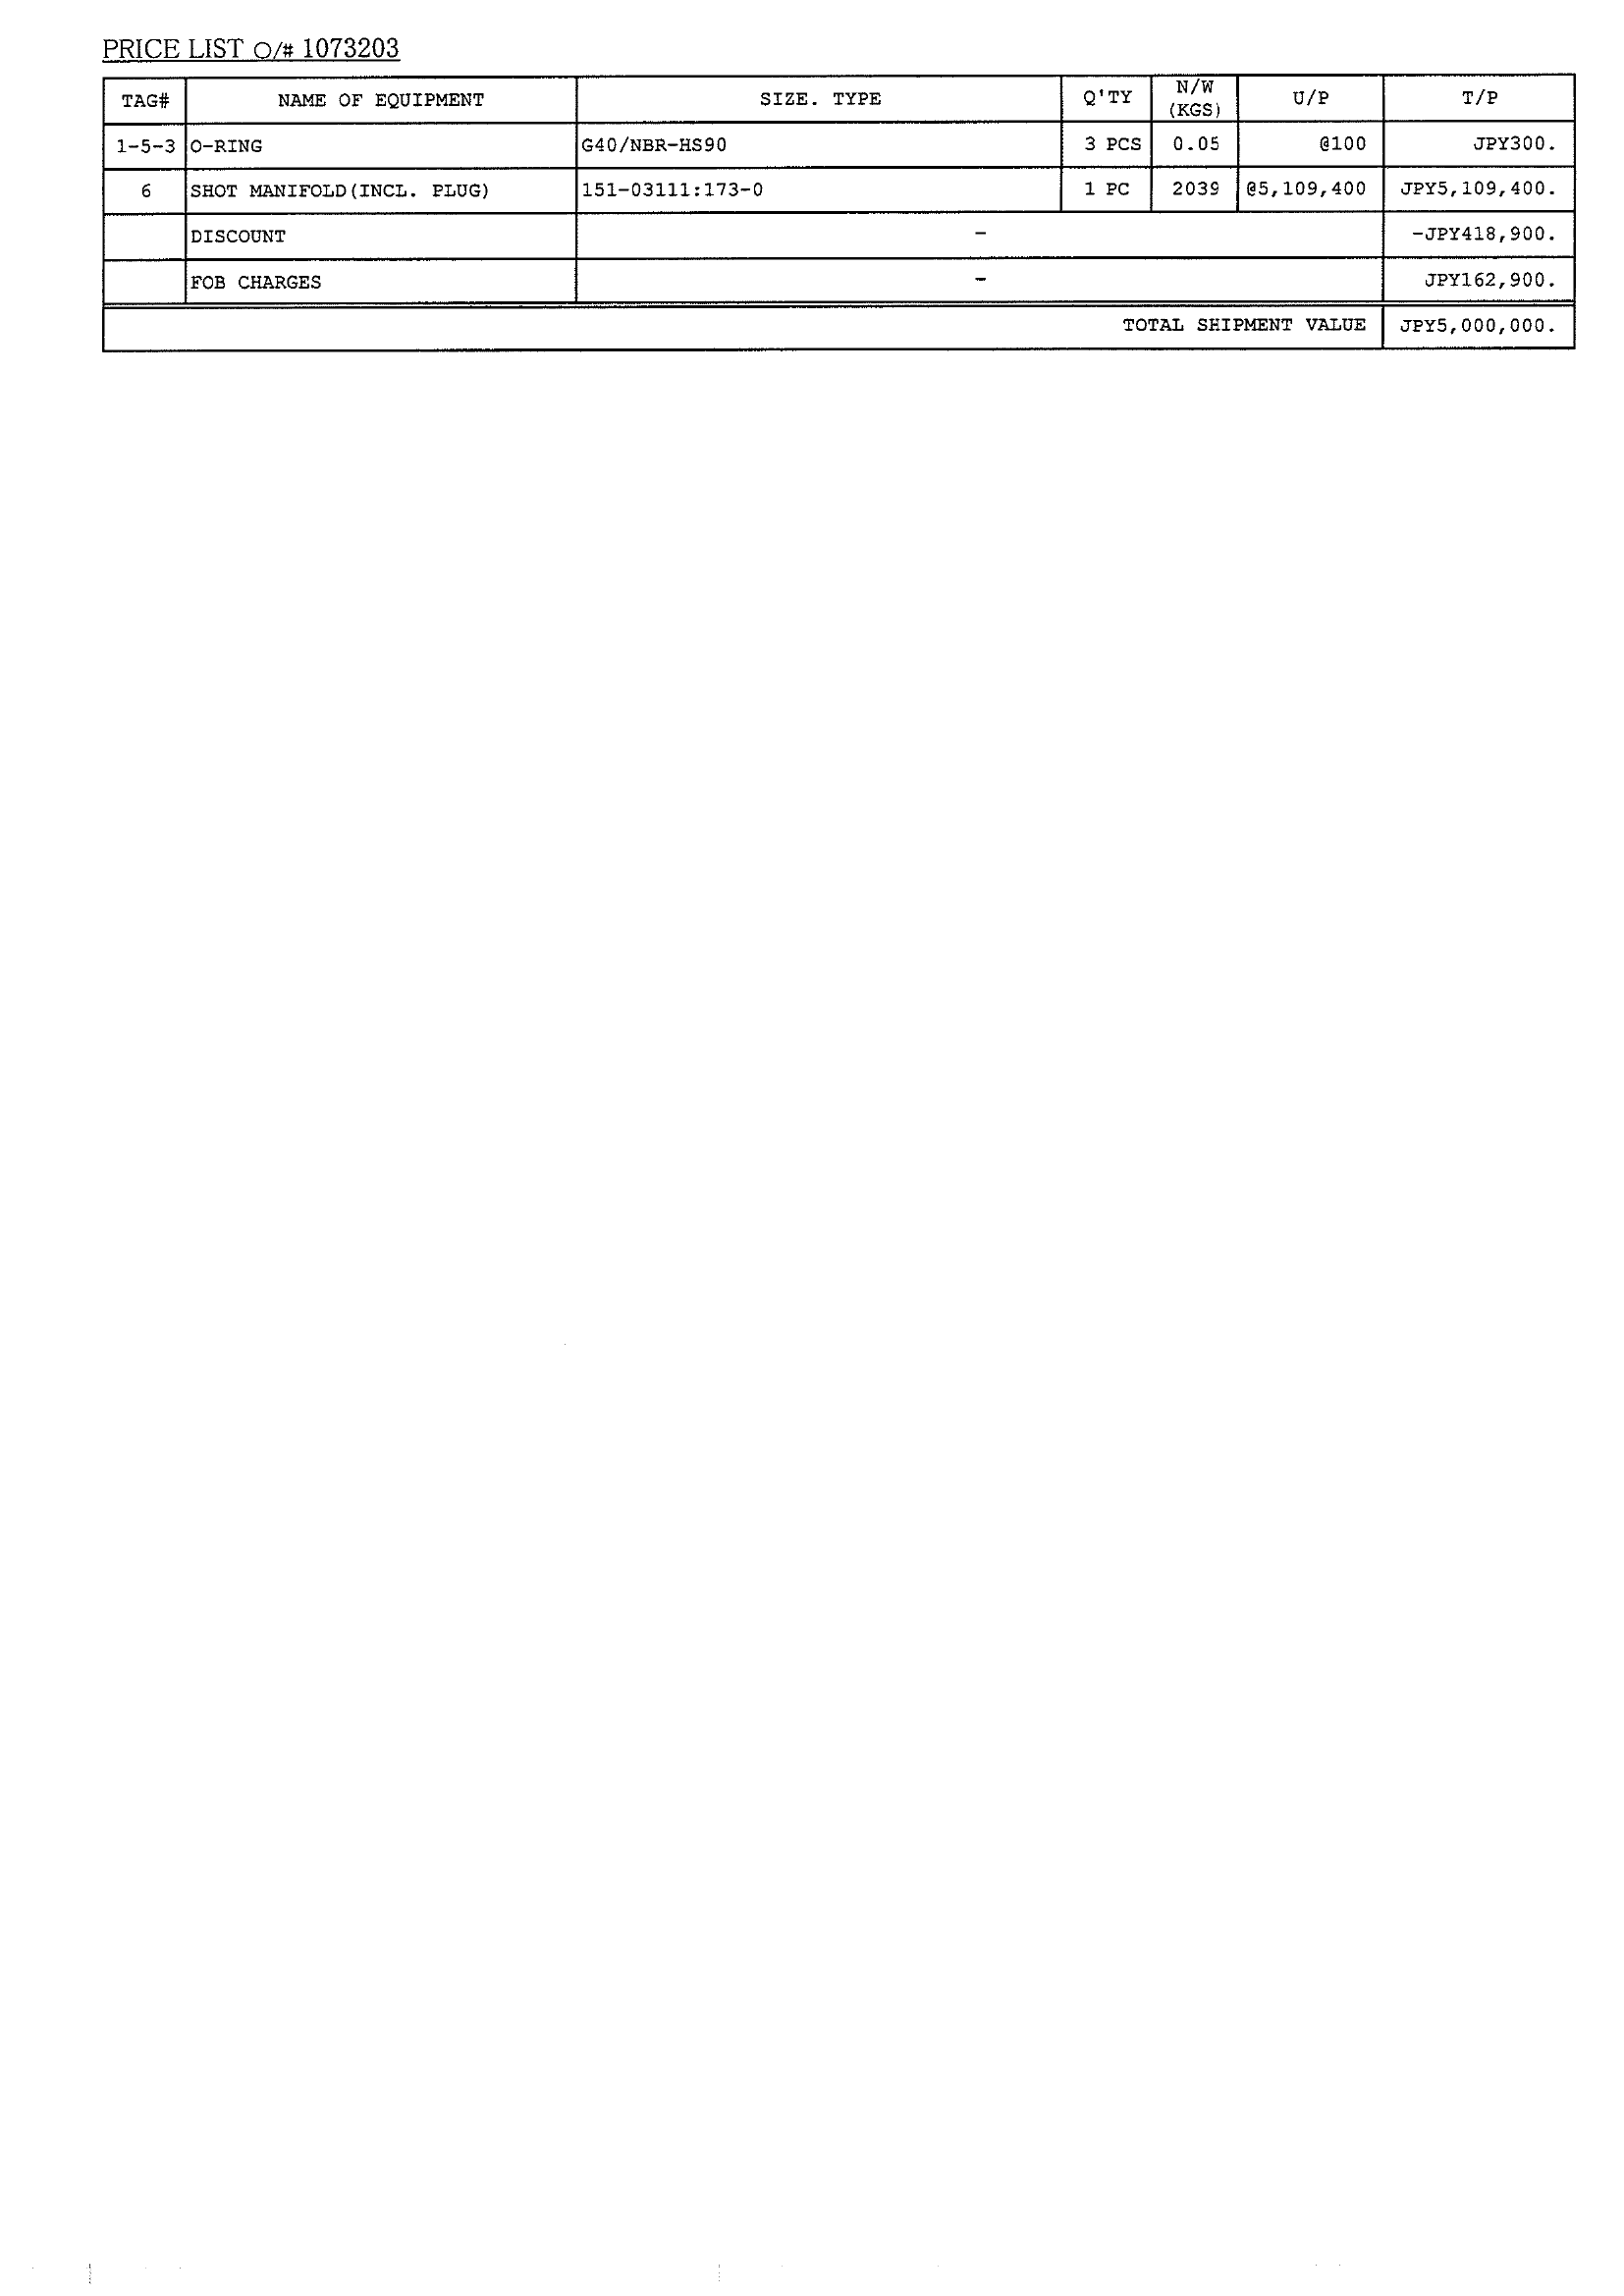 PRICE LIST O/# 1073203
TAG# NAME OF EQUIPMENT SIZE. TYPE Q'TY N/W (KGS) U/P T/P
1-5-3 O-RING G40/NBR-HS90 3 PCS 0.05 @100 JPY300.
6 SHOT MANIFOLD(INCL. PLUG) 151-03111:173-0 1 PC 2039 @5,109,400 JPY5,109,400.
DISCOUNT - -JPY418,900.
FOB CHARGES - JPY162,900.
TOTAL SHIPMENT VALUE JPY5,000,000.